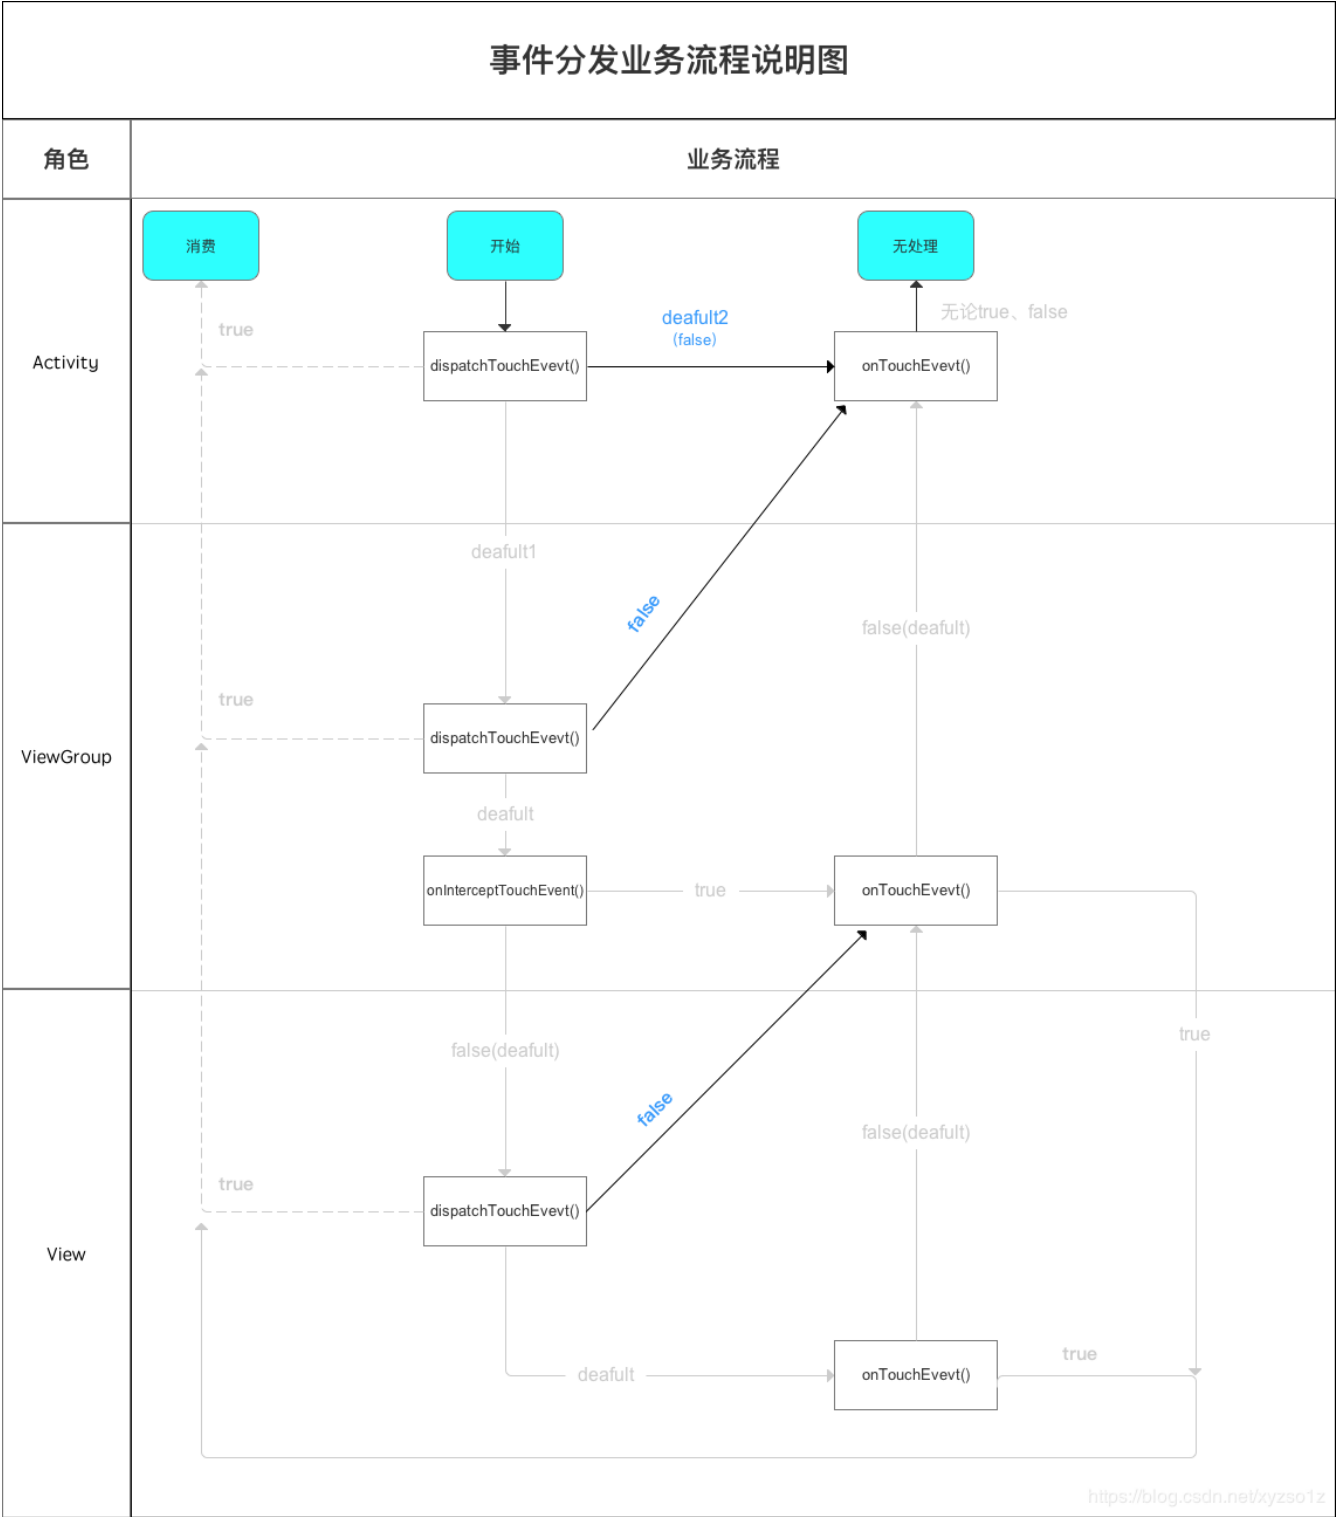 事件分发业务流程说明图
角色
业务流程
消费
开始
无处理
true
deafult2
(false)
无论true、false
Activity
dispatchTouchEvevt()
onTouchEvevt()
deafult1
false
false(deafult)
true
ViewGroup
dispatchTouchEvevt()
deafult
onInterceptTouchEvent()
true
onTouchEvevt()
true
false(deafult)
false
false(deafult)
true
dispatchTouchEvevt()
View
deafult
onTouchEvevt()
true
https://blog.csdn.net/xyzso1z